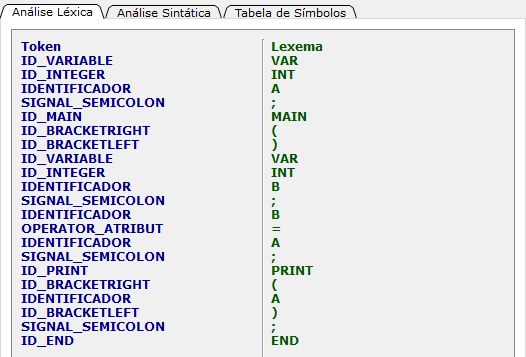 Análise Léxica Análise Sintática Tabela de Símbolos
Token Lexema
ID_VARIABLE VAR
ID_INTEGER INT
IDENTIFICADOR A
SIGNAL_SEMICOLON ;
ID_MAIN MAIN
ID_BRACKETRIGHT (
ID_BRACKETLEFT )
ID_VARIABLE VAR
ID_INTEGER INT
IDENTIFICADOR B
SIGNAL_SEMICOLON ;
IDENTIFICADOR B
OPERATOR_ATRIBUT =
IDENTIFICADOR A
SIGNAL_SEMICOLON ;
ID_PRINT PRINT
ID_BRACKETRIGHT (
IDENTIFICADOR A
ID_BRACKETLEFT )
SIGNAL_SEMICOLON ;
ID_END END